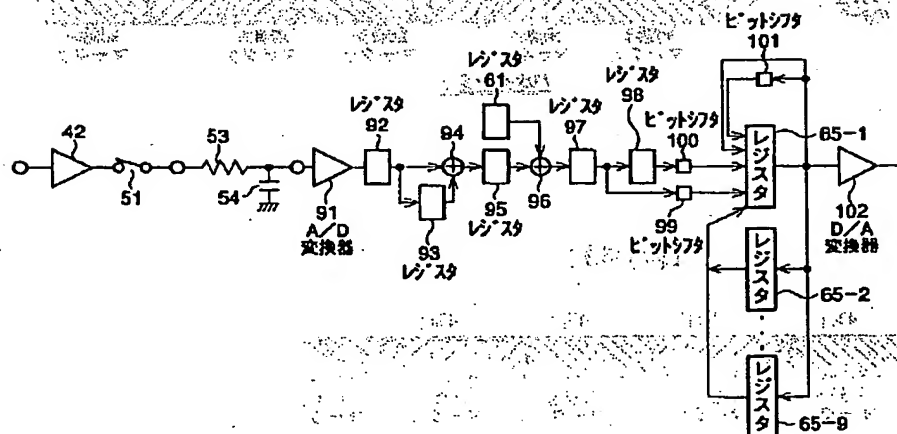 ビットシフタ
101
レジスタ
61
レジスタ
98
レジスタ
92
レジスタ
97
ビットシフタ
100
42
53
94
65-1
レジスタ
51
54
91
A/D
変換器
93
レジスタ
95
レジスタ
96
99
ビットシフタ
102
D/A
変換器
レジスタ
65-2
レジスタ
65-9